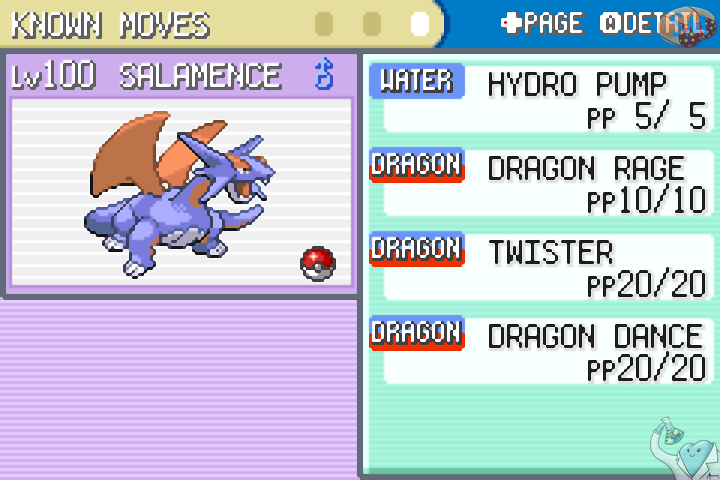 KNOWN MOVES
PAGE
DETAIL
Lv100 SALAMENCE ♂
WATER HYDRO PUMP
PP 5/ 5
DRAGON DRAGON RAGE
PP10/10
DRAGON TWISTER
PP20/20
DRAGON DRAGON DANCE
PP20/20